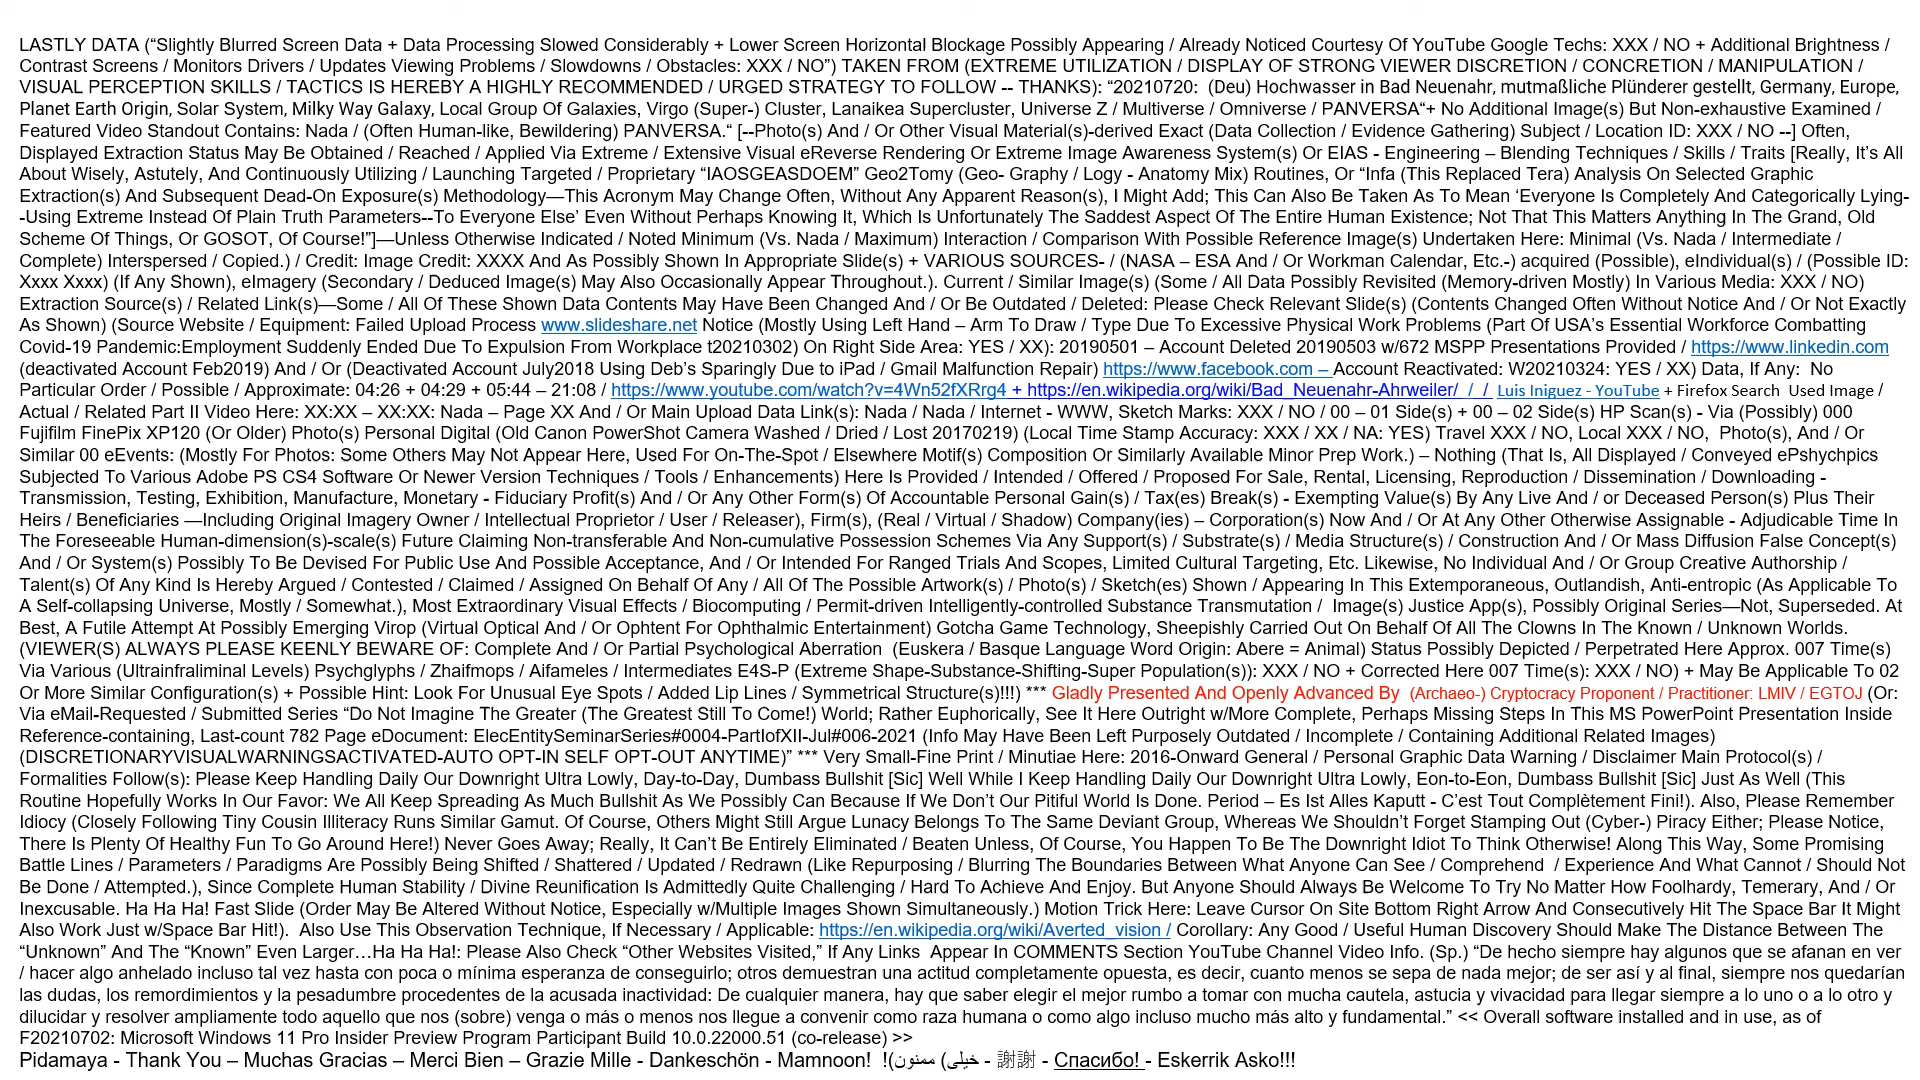 LASTLY DATA (“Slightly Blurred Screen Data + Data Processing Slowed Considerably + Lower Screen Horizontal Blockage Possibly Appearing / Already Noticed Courtesy Of YouTube Google Techs: XXX / NO + Additional Brightness /
Contrast Screens / Monitors Drivers / Updates Viewing Problems / Slowdowns / Obstacles: XXX / NO”) TAKEN FROM (EXTREME UTILIZATION / DISPLAY OF STRONG VIEWER DISCRETION / CONCRETION / MANIPULATION /
VISUAL PERCEPTION SKILLS / TACTICS IS HEREBY A HIGHLY RECOMMENDED / URGED STRATEGY TO FOLLOW -- THANKS): “20210720:  (Deu) Hochwasser in Bad Neuenahr, mutmaßliche Plünderer gestellt, Germany, Europe,
Planet Earth Origin, Solar System, Milky Way Galaxy, Local Group Of Galaxies, Virgo (Super-) Cluster, Lanaikea Supercluster, Universe Z / Multiverse / Omniverse / PANVERSA“+ No Additional Image(s) But Non-exhaustive Examined /
Featured Video Standout Contains: Nada / (Often Human-like, Bewildering) PANVERSA.“ [--Photo(s) And / Or Other Visual Material(s)-derived Exact (Data Collection / Evidence Gathering) Subject / Location ID: XXX / NO --] Often,
Displayed Extraction Status May Be Obtained / Reached / Applied Via Extreme / Extensive Visual eReverse Rendering Or Extreme Image Awareness System(s) Or EIAS - Engineering – Blending Techniques / Skills / Traits [Really, It’s All
About Wisely, Astutely, And Continuously Utilizing / Launching Targeted / Proprietary “IAOSGEASDOEM” Geo2Tomy (Geo- Graphy / Logy - Anatomy Mix) Routines, Or “Infa (This Replaced Tera) Analysis On Selected Graphic
Extraction(s) And Subsequent Dead-On Exposure(s) Methodology—This Acronym May Change Often, Without Any Apparent Reason(s), I Might Add; This Can Also Be Taken As To Mean ‘Everyone Is Completely And Categorically Lying-
-Using Extreme Instead Of Plain Truth Parameters--To Everyone Else’ Even Without Perhaps Knowing It, Which Is Unfortunately The Saddest Aspect Of The Entire Human Existence; Not That This Matters Anything In The Grand, Old
Scheme Of Things, Or GOSOT, Of Course!”]—Unless Otherwise Indicated / Noted Minimum (Vs. Nada / Maximum) Interaction / Comparison With Possible Reference Image(s) Undertaken Here: Minimal (Vs. Nada / Intermediate /
Complete) Interspersed / Copied.) / Credit: Image Credit: XXXX And As Possibly Shown In Appropriate Slide(s) + VARIOUS SOURCES- / (NASA – ESA And / Or Workman Calendar, Etc.-) acquired (Possible), eIndividual(s) / (Possible ID:
Xxxx Xxxx) (If Any Shown), eImagery (Secondary / Deduced Image(s) May Also Occasionally Appear Throughout.). Current / Similar Image(s) (Some / All Data Possibly Revisited (Memory-driven Mostly) In Various Media: XXX / NO)
Extraction Source(s) / Related Link(s)—Some / All Of These Shown Data Contents May Have Been Changed And / Or Be Outdated / Deleted: Please Check Relevant Slide(s) (Contents Changed Often Without Notice And / Or Not Exactly
As Shown) (Source Website / Equipment: Failed Upload Process www.slideshare.net Notice (Mostly Using Left Hand – Arm To Draw / Type Due To Excessive Physical Work Problems (Part Of USA’s Essential Workforce Combatting
Covid-19 Pandemic:Employment Suddenly Ended Due To Expulsion From Workplace t20210302) On Right Side Area: YES / XX): 20190501 – Account Deleted 20190503 w/672 MSPP Presentations Provided / https://www.linkedin.com
(deactivated Account Feb2019) And / Or (Deactivated Account July2018 Using Deb’s Sparingly Due to iPad / Gmail Malfunction Repair) https://www.facebook.com – Account Reactivated: W20210324: YES / XX) Data, If Any:  No
Particular Order / Possible / Approximate: 04:26 + 04:29 + 05:44 – 21:08 / https://www.youtube.com/watch?v=4Wn52fXRrg4 + https://en.wikipedia.org/wiki/Bad_Neuenahr-Ahrweiler/  /  /  Luis Iniguez - YouTube + Firefox Search  Used Image /
Actual / Related Part II Video Here: XX:XX – XX:XX: Nada – Page XX And / Or Main Upload Data Link(s): Nada / Nada / Internet - WWW, Sketch Marks: XXX / NO / 00 – 01 Side(s) + 00 – 02 Side(s) HP Scan(s) - Via (Possibly) 000
Fujifilm FinePix XP120 (Or Older) Photo(s) Personal Digital (Old Canon PowerShot Camera Washed / Dried / Lost 20170219) (Local Time Stamp Accuracy: XXX / XX / NA: YES) Travel XXX / NO, Local XXX / NO,  Photo(s), And / Or
Similar 00 eEvents: (Mostly For Photos: Some Others May Not Appear Here, Used For On-The-Spot / Elsewhere Motif(s) Composition Or Similarly Available Minor Prep Work.) – Nothing (That Is, All Displayed / Conveyed ePshychpics
Subjected To Various Adobe PS CS4 Software Or Newer Version Techniques / Tools / Enhancements) Here Is Provided / Intended / Offered / Proposed For Sale, Rental, Licensing, Reproduction / Dissemination / Downloading -
Transmission, Testing, Exhibition, Manufacture, Monetary - Fiduciary Profit(s) And / Or Any Other Form(s) Of Accountable Personal Gain(s) / Tax(es) Break(s) - Exempting Value(s) By Any Live And / or Deceased Person(s) Plus Their
Heirs / Beneficiaries —Including Original Imagery Owner / Intellectual Proprietor / User / Releaser), Firm(s), (Real / Virtual / Shadow) Company(ies) – Corporation(s) Now And / Or At Any Other Otherwise Assignable - Adjudicable Time In
The Foreseeable Human-dimension(s)-scale(s) Future Claiming Non-transferable And Non-cumulative Possession Schemes Via Any Support(s) / Substrate(s) / Media Structure(s) / Construction And / Or Mass Diffusion False Concept(s)
And / Or System(s) Possibly To Be Devised For Public Use And Possible Acceptance, And / Or Intended For Ranged Trials And Scopes, Limited Cultural Targeting, Etc. Likewise, No Individual And / Or Group Creative Authorship /
Talent(s) Of Any Kind Is Hereby Argued / Contested / Claimed / Assigned On Behalf Of Any / All Of The Possible Artwork(s) / Photo(s) / Sketch(es) Shown / Appearing In This Extemporaneous, Outlandish, Anti-entropic (As Applicable To
A Self-collapsing Universe, Mostly / Somewhat.), Most Extraordinary Visual Effects / Biocomputing / Permit-driven Intelligently-controlled Substance Transmutation /  Image(s) Justice App(s), Possibly Original Series—Not, Superseded. At
Best, A Futile Attempt At Possibly Emerging Virop (Virtual Optical And / Or Ophtent For Ophthalmic Entertainment) Gotcha Game Technology, Sheepishly Carried Out On Behalf Of All The Clowns In The Known / Unknown Worlds.
(VIEWER(S) ALWAYS PLEASE KEENLY BEWARE OF: Complete And / Or Partial Psychological Aberration  (Euskera / Basque Language Word Origin: Abere = Animal) Status Possibly Depicted / Perpetrated Here Approx. 007 Time(s)
Via Various (Ultrainfraliminal Levels) Psychglyphs / Zhaifmops / Aifameles / Intermediates E4S-P (Extreme Shape-Substance-Shifting-Super Population(s)): XXX / NO + Corrected Here 007 Time(s): XXX / NO) + May Be Applicable To 02
Or More Similar Configuration(s) + Possible Hint: Look For Unusual Eye Spots / Added Lip Lines / Symmetrical Structure(s)!!!) *** Gladly Presented And Openly Advanced By  (Archaeo-) Cryptocracy Proponent / Practitioner: LMIV / EGTOJ (Or:
Via eMail-Requested / Submitted Series “Do Not Imagine The Greater (The Greatest Still To Come!) World; Rather Euphorically, See It Here Outright w/More Complete, Perhaps Missing Steps In This MS PowerPoint Presentation Inside
Reference-containing, Last-count 782 Page eDocument: ElecEntitySeminarSeries#0004-PartIofXII-Jul#006-2021 (Info May Have Been Left Purposely Outdated / Incomplete / Containing Additional Related Images)
(DISCRETIONARYVISUALWARNINGSACTIVATED-AUTO OPT-IN SELF OPT-OUT ANYTIME)” *** Very Small-Fine Print / Minutiae Here: 2016-Onward General / Personal Graphic Data Warning / Disclaimer Main Protocol(s) /
Formalities Follow(s): Please Keep Handling Daily Our Downright Ultra Lowly, Day-to-Day, Dumbass Bullshit [Sic] Well While I Keep Handling Daily Our Downright Ultra Lowly, Eon-to-Eon, Dumbass Bullshit [Sic] Just As Well (This
Routine Hopefully Works In Our Favor: We All Keep Spreading As Much Bullshit As We Possibly Can Because If We Don’t Our Pitiful World Is Done. Period – Es Ist Alles Kaputt - C’est Tout Complètement Fini!). Also, Please Remember
Idiocy (Closely Following Tiny Cousin Illiteracy Runs Similar Gamut. Of Course, Others Might Still Argue Lunacy Belongs To The Same Deviant Group, Whereas We Shouldn’t Forget Stamping Out (Cyber-) Piracy Either; Please Notice,
There Is Plenty Of Healthy Fun To Go Around Here!) Never Goes Away; Really, It Can’t Be Entirely Eliminated / Beaten Unless, Of Course, You Happen To Be The Downright Idiot To Think Otherwise! Along This Way, Some Promising
Battle Lines / Parameters / Paradigms Are Possibly Being Shifted / Shattered / Updated / Redrawn (Like Repurposing / Blurring The Boundaries Between What Anyone Can See / Comprehend  / Experience And What Cannot / Should Not
Be Done / Attempted.), Since Complete Human Stability / Divine Reunification Is Admittedly Quite Challenging / Hard To Achieve And Enjoy. But Anyone Should Always Be Welcome To Try No Matter How Foolhardy, Temerary, And / Or
Inexcusable. Ha Ha Ha! Fast Slide (Order May Be Altered Without Notice, Especially w/Multiple Images Shown Simultaneously.) Motion Trick Here: Leave Cursor On Site Bottom Right Arrow And Consecutively Hit The Space Bar It Might
Also Work Just w/Space Bar Hit!).  Also Use This Observation Technique, If Necessary / Applicable: https://en.wikipedia.org/wiki/Averted_vision / Corollary: Any Good / Useful Human Discovery Should Make The Distance Between The
“Unknown” And The “Known” Even Larger…Ha Ha Ha!: Please Also Check “Other Websites Visited,” If Any Links  Appear In COMMENTS Section YouTube Channel Video Info. (Sp.) “De hecho siempre hay algunos que se afanan en ver
/ hacer algo anhelado incluso tal vez hasta con poca o mínima esperanza de conseguirlo; otros demuestran una actitud completamente opuesta, es decir, cuanto menos se sepa de nada mejor; de ser así y al final, siempre nos quedarían
las dudas, los remordimientos y la pesadumbre procedentes de la acusada inactividad: De cualquier manera, hay que saber elegir el mejor rumbo a tomar con mucha cautela, astucia y vivacidad para llegar siempre a lo uno o a lo otro y
dilucidar y resolver ampliamente todo aquello que nos (sobre) venga o más o menos nos llegue a convenir como raza humana o como algo incluso mucho más alto y fundamental.” << Overall software installed and in use, as of
F20210702: Microsoft Windows 11 Pro Insider Preview Program Participant Build 10.0.22000.51 (co-release) >>
Pidamaya - Thank You – Muchas Gracias – Merci Bien – Grazie Mille - Dankeschön - Mamnoon!  !(خیلی) ممنون - 謝謝 - Спасибо! - Eskerrik Asko!!!